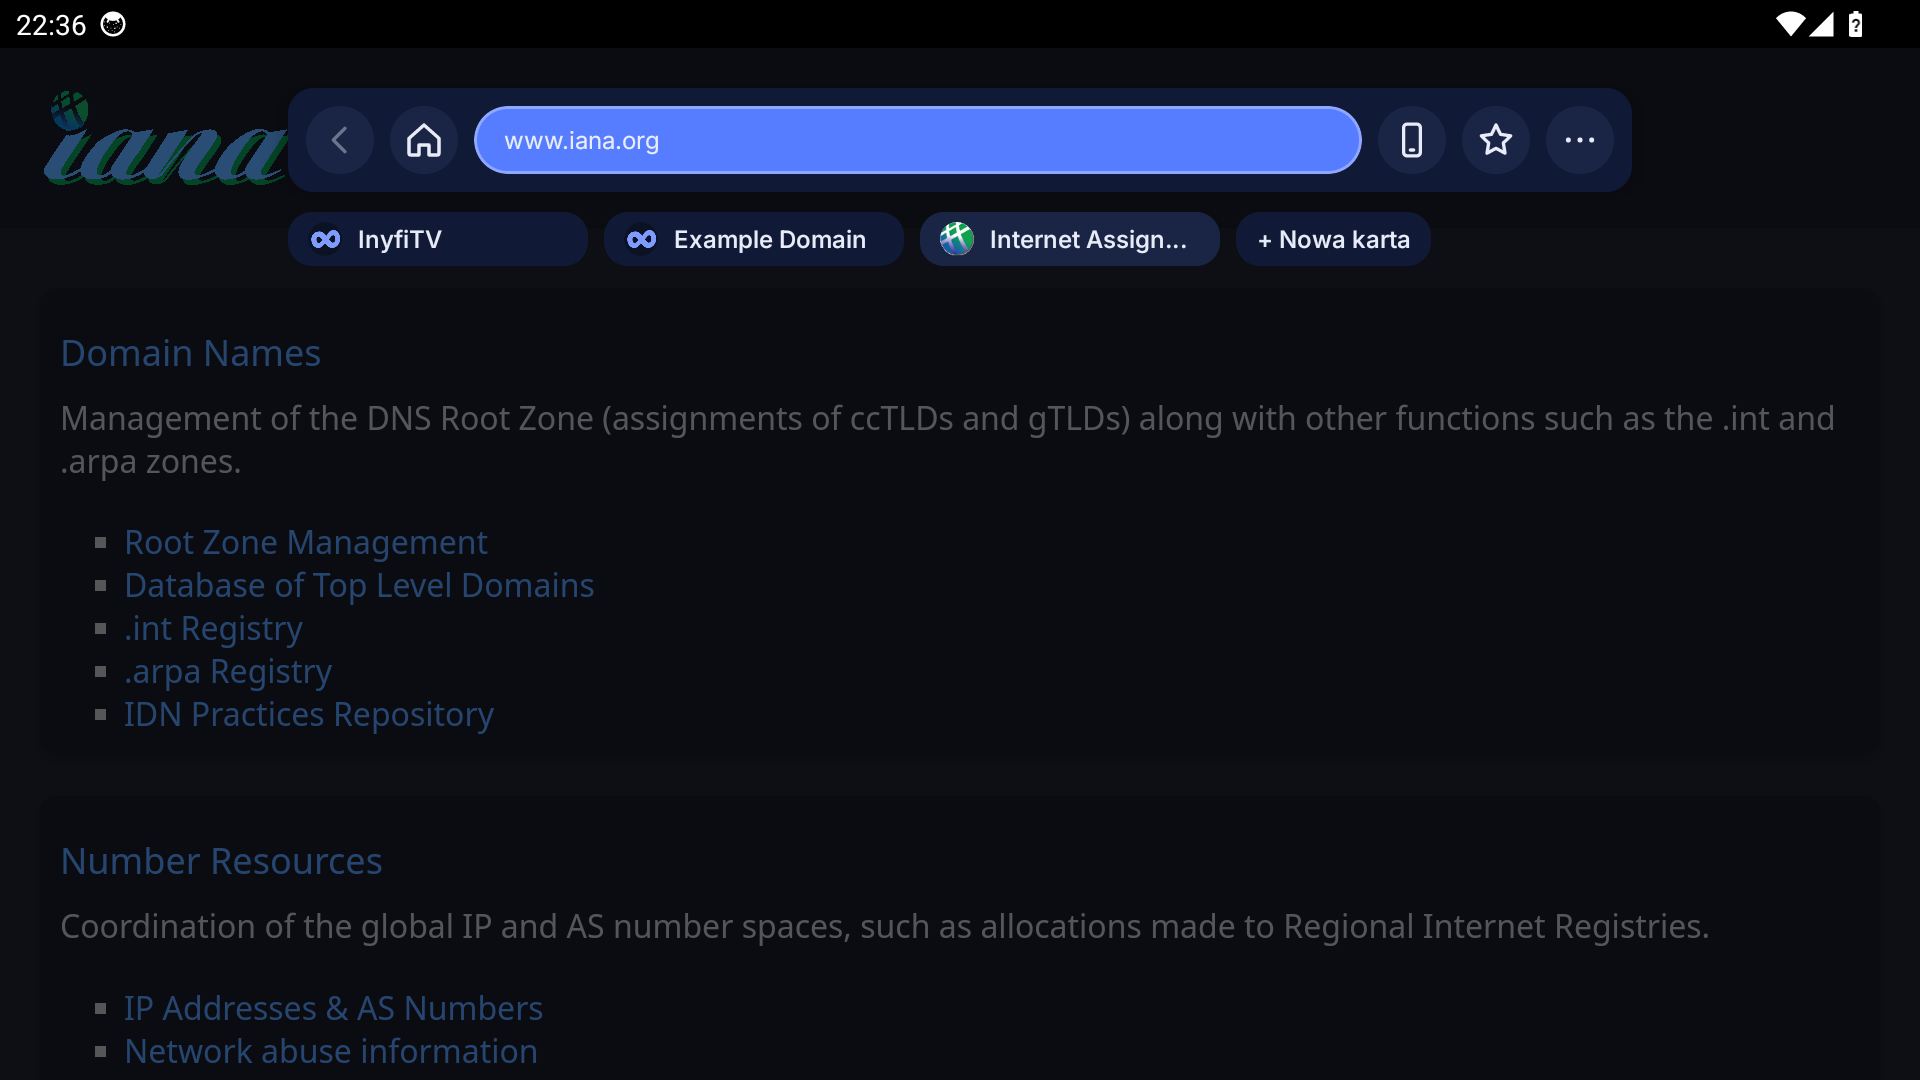 22:36
iana
www.iana.org
InyfiTV
Example Domain
Internet Assign...
+ Nowa karta
Domain Names
Management of the DNS Root Zone (assignments of ccTLDs and gTLDs) along with other functions such as the .int and
.arpa zones.
Root Zone Management
Database of Top Level Domains
.int Registry
.arpa Registry
IDN Practices Repository
Number Resources
Coordination of the global IP and AS number spaces, such as allocations made to Regional Internet Registries.
IP Addresses & AS Numbers
Network abuse information